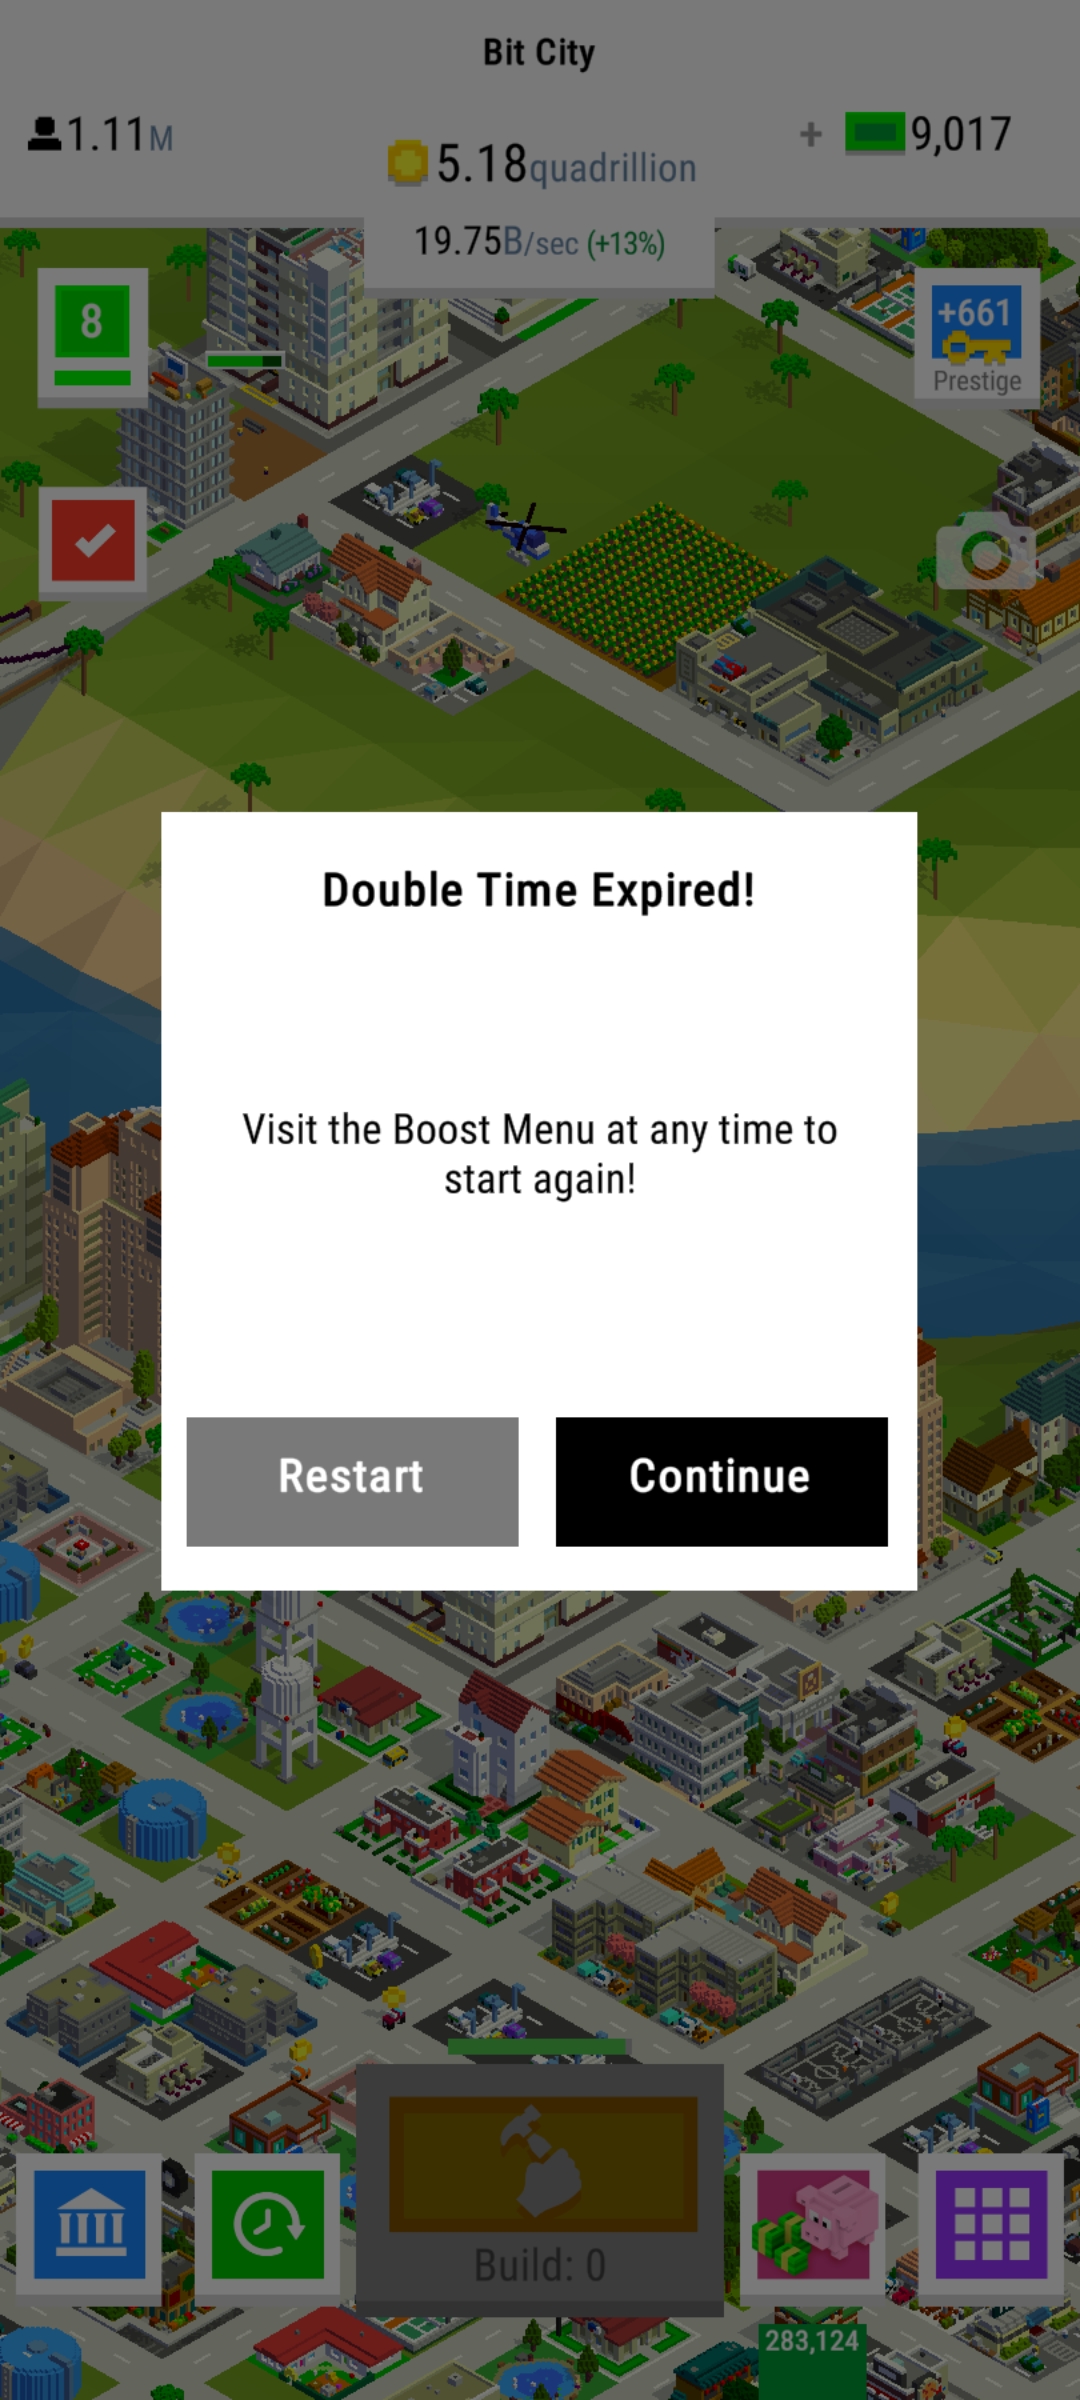 Bit City
1.11M
5.18quadrillion
+ 9,017
19.75B/sec (+13%)
8
+661
Prestige
Double Time Expired!
Visit the Boost Menu at any time to
start again!
Restart
Continue
Build: 0
283,124